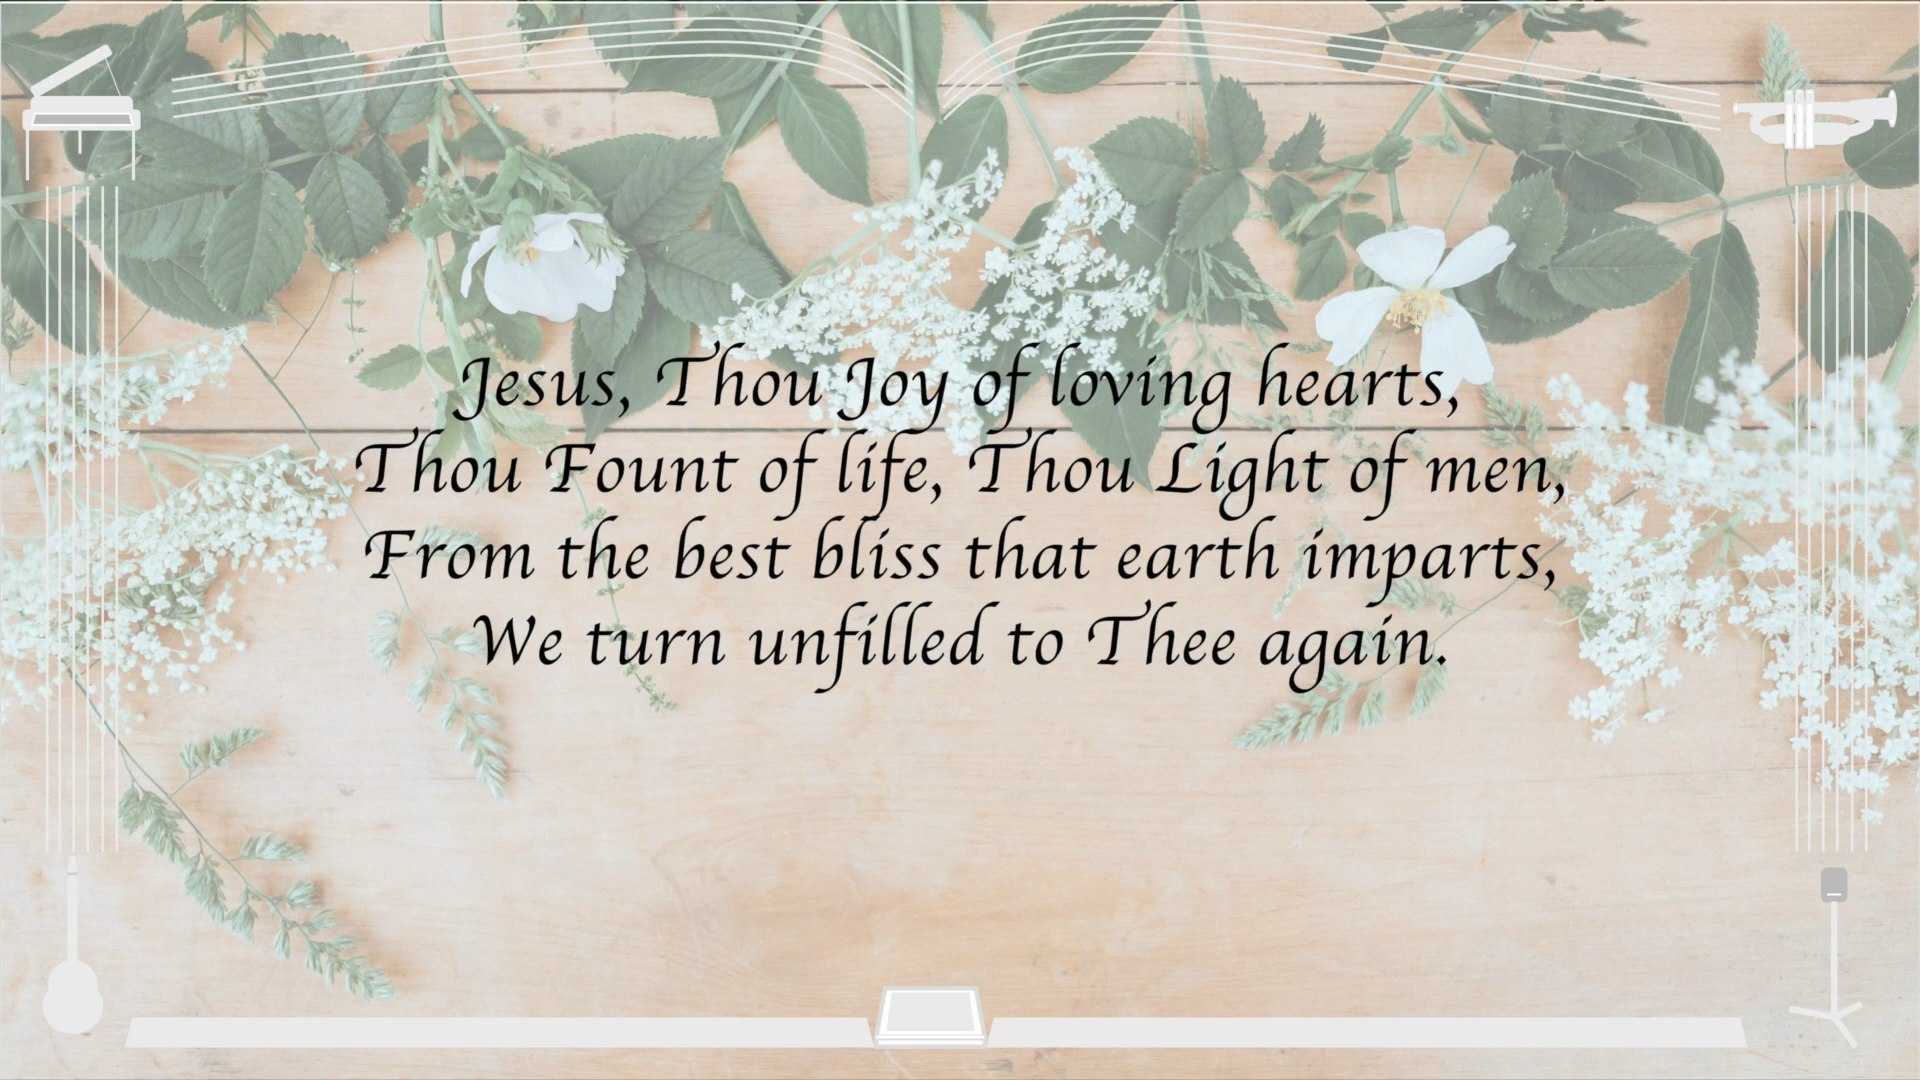 Jesus, Thou Joy of loving hearts,
Thou Fount of life, Thou Light of men,
From the best bliss that earth imparts,
We turn unfilled to Thee again.